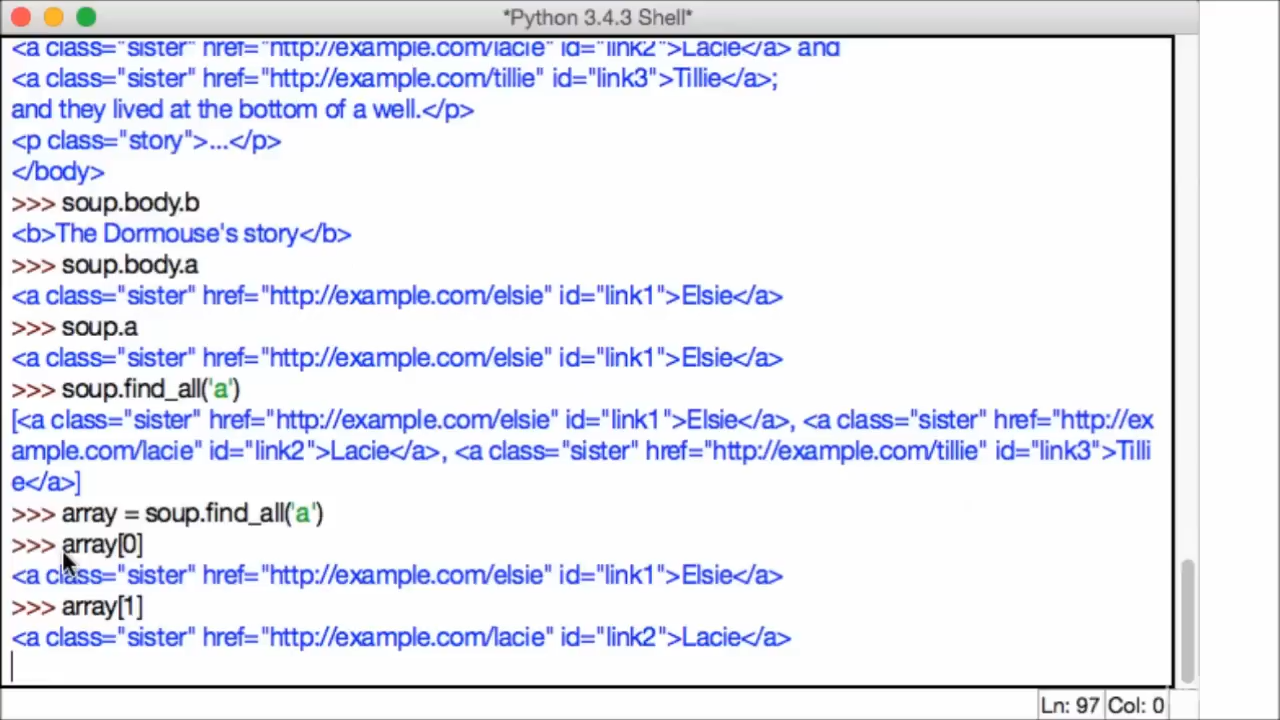 *Python 3.4.3 Shell*
<a class="sister" href="http://example.com/lacie" id="link2">Lacie</a> and
<a class="sister" href="http://example.com/tillie" id="link3">Tillie</a>;
and they lived at the bottom of a well.</p>
<p class="story">...</p>
</body>
>>> soup.body.b
<b>The Dormouse's story</b>
>>> soup.body.a
<a class="sister" href="http://example.com/elsie" id="link1">Elsie</a>
>>> soup.a
<a class="sister" href="http://example.com/elsie" id="link1">Elsie</a>
>>> soup.find_all('a')
[<a class="sister" href="http://example.com/elsie" id="link1">Elsie</a>, <a class="sister" href="http://ex
ample.com/lacie" id="link2">Lacie</a>, <a class="sister" href="http://example.com/tillie" id="link3">Tilli
e</a>]
>>> array = soup.find_all('a')
>>> array[0]
<a class="sister" href="http://example.com/elsie" id="link1">Elsie</a>
>>> array[1]
<a class="sister" href="http://example.com/lacie" id="link2">Lacie</a>
Ln: 97 Col: 0